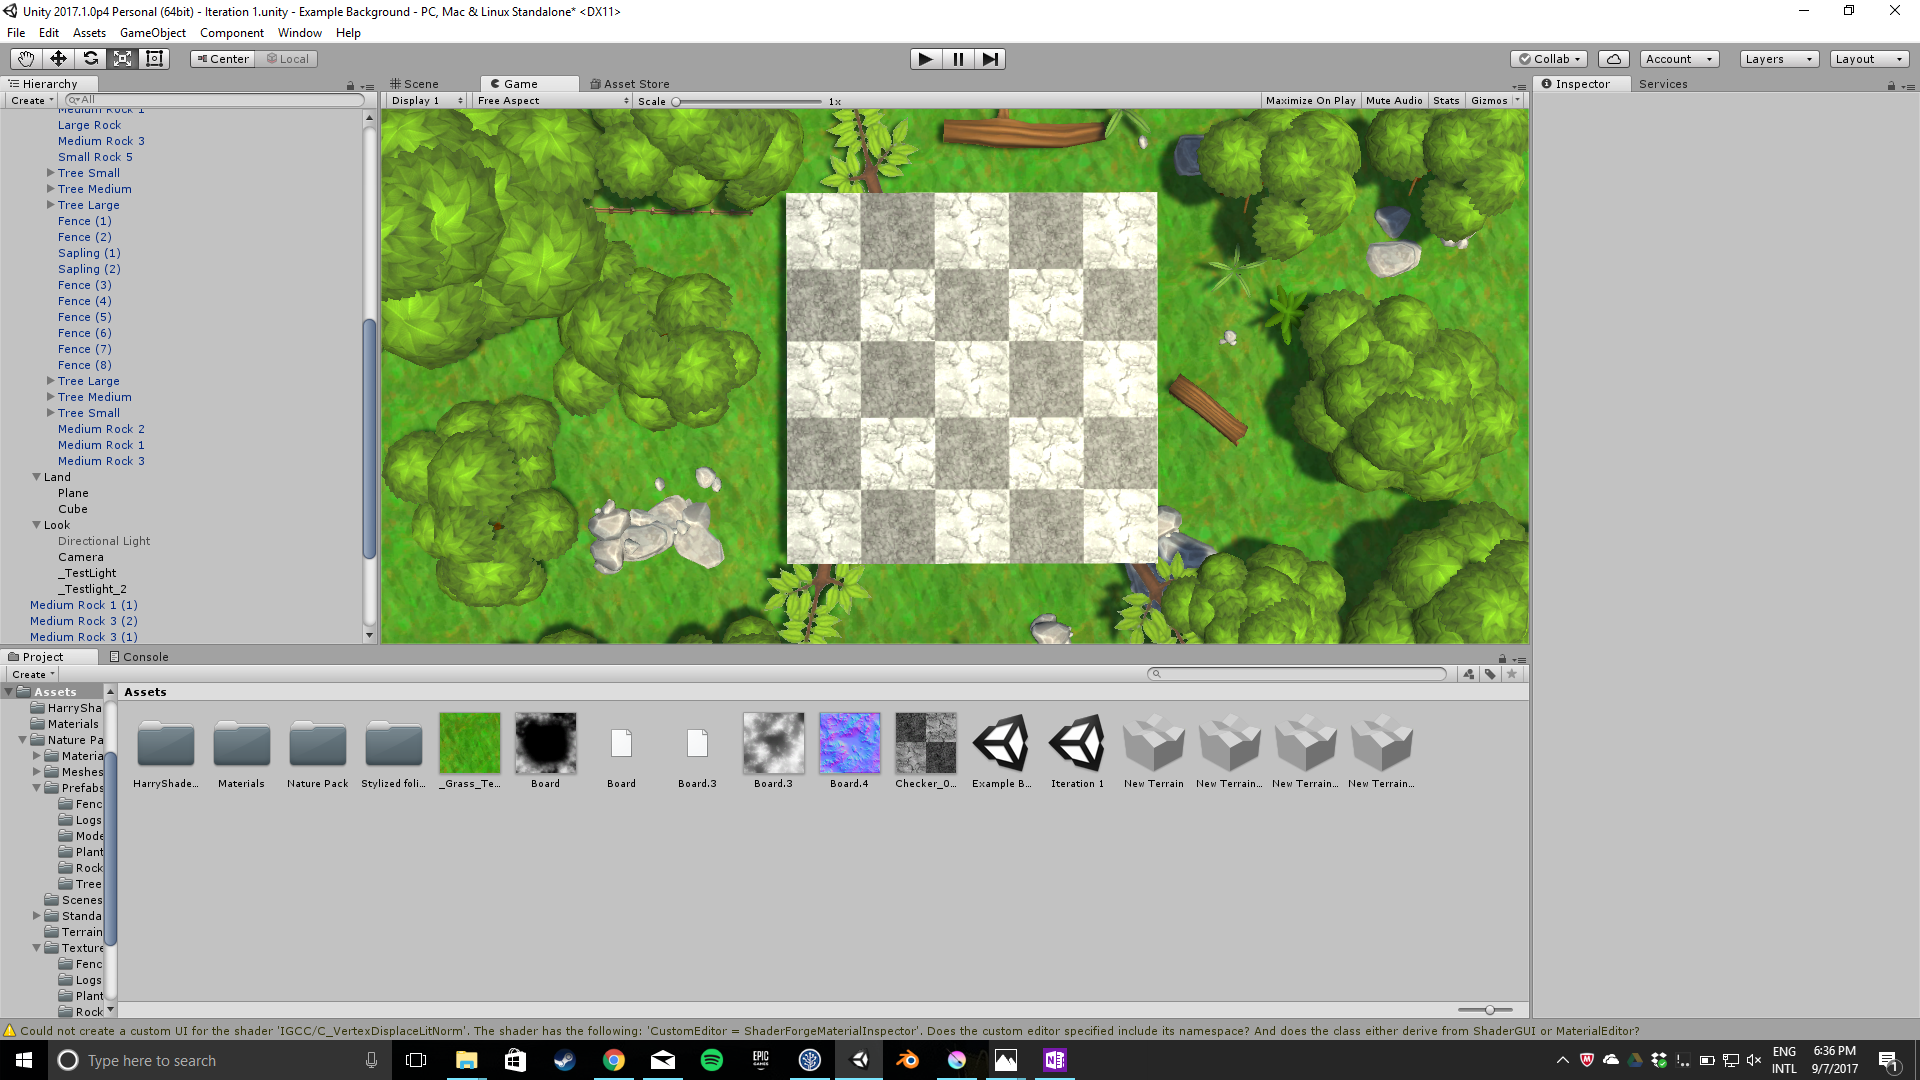 Unity 2017.1.0p4 Personal (64bit) - Iteration 1.unity - Example Background - PC, Mac & Linux Standalone* <DX11>
File Edit Assets GameObject Component Window Help
Center Local Collab Account Layers Layout
Hierarchy
Create All
Medium Rock 1
Large Rock
Medium Rock 3
Small Rock 5
Tree Small
Tree Medium
Tree Large
Fence (1)
Fence (2)
Sapling (1)
Sapling (2)
Fence (3)
Fence (4)
Fence (5)
Fence (6)
Fence (7)
Fence (8)
Tree Large
Tree Medium
Tree Small
Medium Rock 2
Medium Rock 1
Medium Rock 3
Land
Plane
Cube
Look
Directional Light
Camera
_TestLight
_Testlight_2
Medium Rock 1 (1)
Medium Rock 3 (2)
Medium Rock 3 (1)
Scene Game Asset Store
Display 1 Free Aspect Scale 1x Maximize On Play Mute Audio Stats Gizmos
Inspector Services
Project Console
Create
Assets
HarrySha
Materials
Nature Pa
Materia
Meshes
Prefabs
Fenc
Logs
Mode
Plant
Rock
Tree
Scenes
Standa
Terrain
Texture
Fenc
Logs
Plant
Rock
Assets
HarryShade... Materials Nature Pack Stylized foli... _Grass_Te... Board Board Board.3 Board.3 Board.4 Checker_0... Example B... Iteration 1 New Terrain New Terrain... New Terrain... New Terrain...
Could not create a custom UI for the shader 'IGCC/C_VertexDisplaceLitNorm'. The shader has the following: 'CustomEditor = ShaderForgeMaterialInspector'. Does the custom editor specified include its namespace? And does the class either derive from ShaderGUI or MaterialEditor?
Type here to search
EPIC
GAMES
ENG
INTL
6:36 PM
9/7/2017
1